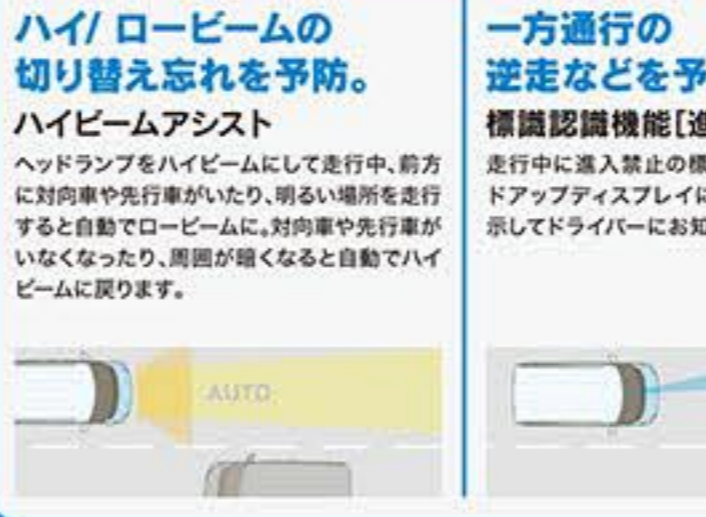 ハイ/ ロービームの
切り替え忘れを予防。
ハイビームアシスト
ヘッドランプをハイビームにして走行中、前方
に対向車や先行車がいたり、明るい場所を走行
すると自動でロービームに。対向車や先行車が
いなくなったり、周囲が暗くなると自動でハイ
ビームに戻ります。
AUTO
一方通行の
逆走などを予
標識認識機能[進
走行中に進入禁止の標
ドアップディスプレイに
示してドライバーにお知